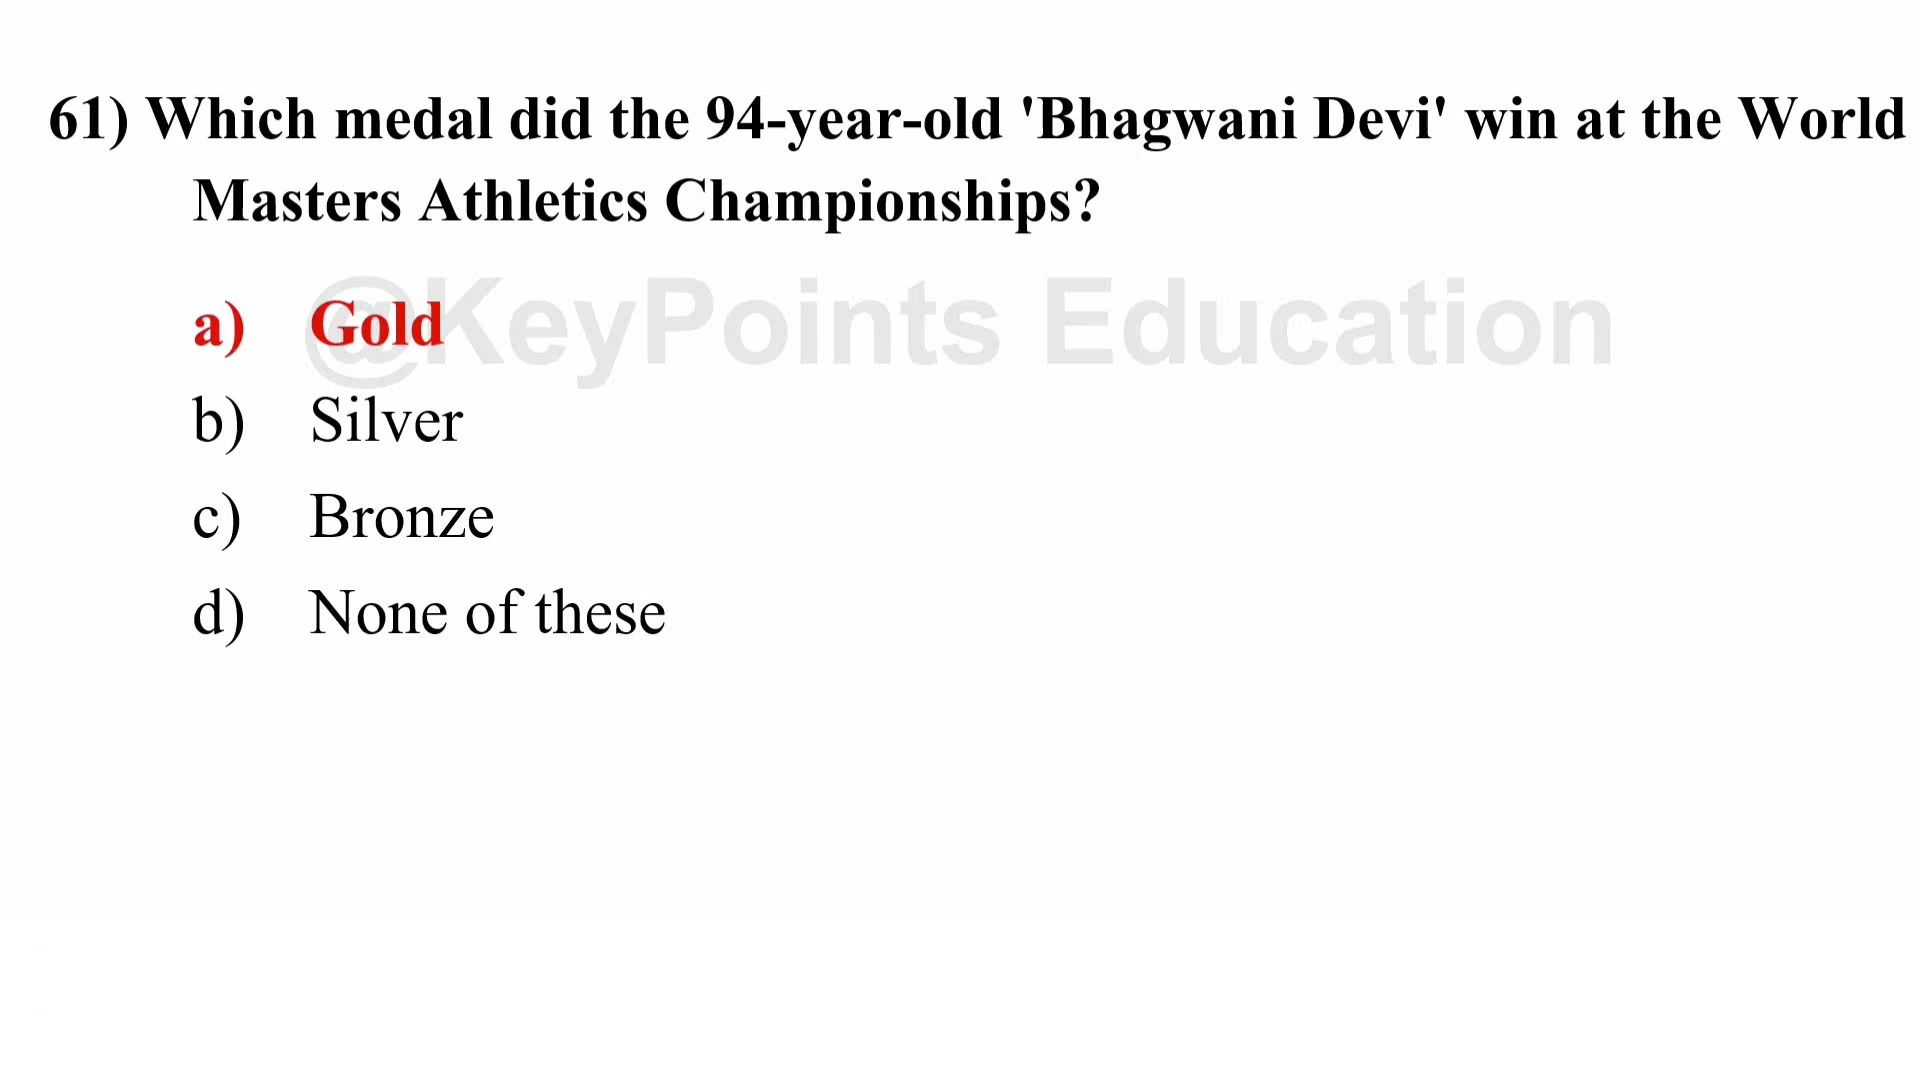 61) Which medal did the 94-year-old 'Bhagwani Devi' win at the World
Masters Athletics Championships?
@KeyPoints Education
a) Gold
b) Silver
c) Bronze
d) None of these